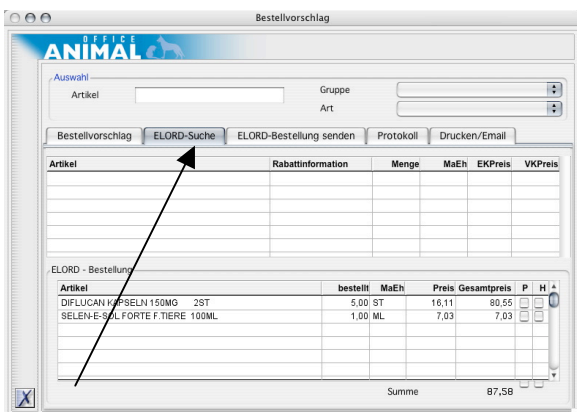 Bestellvorschlag
OFFICE
ANIMAL
Auswahl
Artikel
Gruppe
Art
Bestellvorschlag ELORD-Suche ELORD-Bestellung senden Protokoll Drucken/Email
Artikel Rabattinformation Menge MaEh EKPreis VKPreis
ELORD - Bestellung
Artikel bestellt MaEh Preis Gesamtpreis P H
DIFLUCAN KAPSELN 150MG 2ST 5,00 ST 16,11 80,55
SELEN-E-SOL FORTE F.TIERE 100ML 1,00 ML 7,03 7,03
Summe 87,58
X